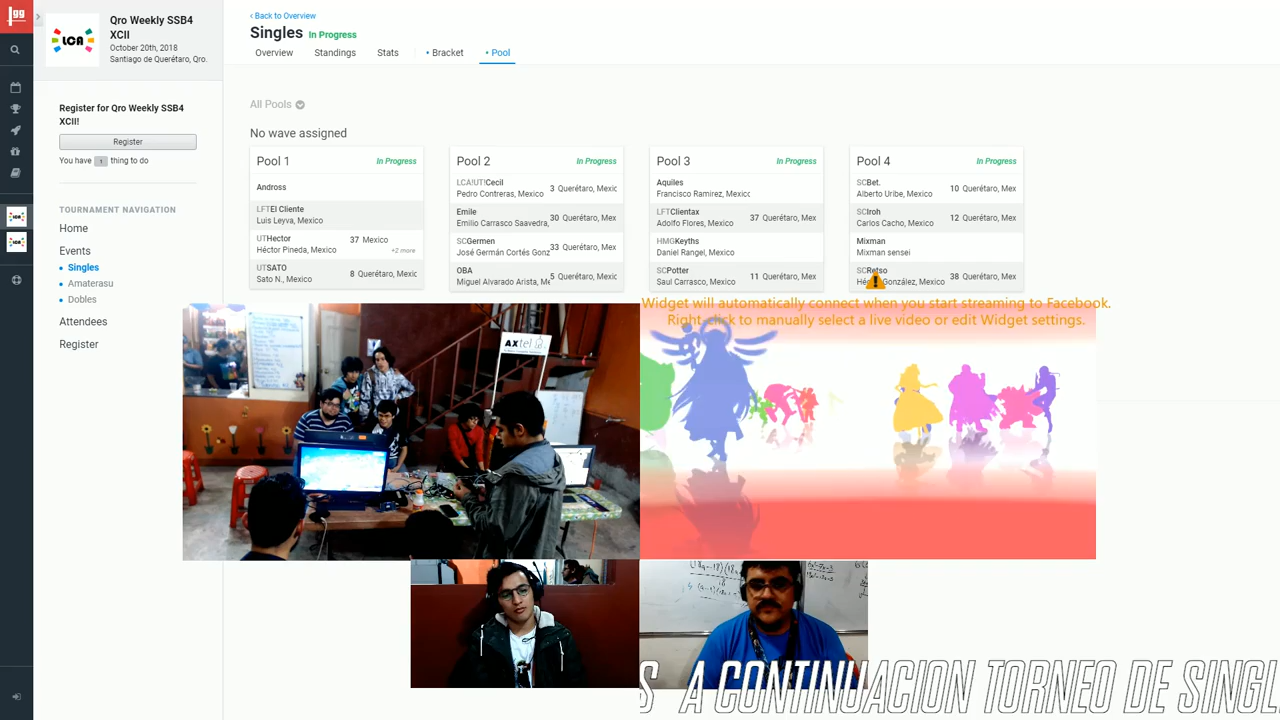 LCA
Qro Weekly SSB4
XCII
October 20th, 2018
Santiago de Querétaro, Qro.
Register for Qro Weekly SSB4
XCII!
Register
You have 1 thing to do
TOURNAMENT NAVIGATION
Home
Events
Singles
Amaterasu
Dobles
Attendees
Register
‹ Back to Overview
Singles In Progress
Overview Standings Stats • Bracket • Pool
All Pools
No wave assigned
Pool 1 In Progress
Andross
LFTEl Cliente
Luis Leyva, Mexico
UTHector
Héctor Pineda, Mexico
37 Mexico
+2 more
UTSATO
Sato N., Mexico
8 Querétaro, Mexic
Pool 2 In Progress
LCA!UT!Cecil
Pedro Contreras, Mexico
3 Querétaro, Mexic
Emile
Emilio Carrasco Saavedra,
30 Querétaro, Mexic
SCGermen
José Germán Cortés Gonz
33 Querétaro, Mexic
OBA
Miguel Alvarado Arista, Me
5 Querétaro, Mexic
Pool 3 In Progress
Aquiles
Francisco Ramirez, Mexico
LFTClientax
Adolfo Flores, Mexico
37 Querétaro, Mex
HMGKeyths
Daniel Rangel, Mexico
SCPotter
Saul Carrasco, Mexico
11 Querétaro, Mex
Pool 4 In Progress
SCBet.
Alberto Uribe, Mexico
10 Querétaro, Mex
SCIroh
Carlos Cacho, Mexico
12 Querétaro, Mex
Mixman
Mixman sensei
SCRetso
González, Mexico
38 Querétaro, Mex
Widget will automatically connect when you start streaming to Facebook.
Right click to manually select a live video or edit Widget settings.
AXtel
S A CONTINUACION TORNEO DE SINGL